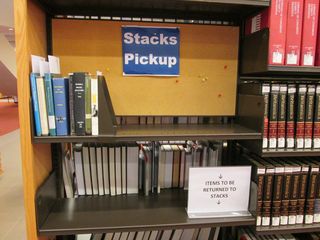 Stacks
Pickup
↓
ITEMS TO BE
RETURNED TO
STACKS
↓